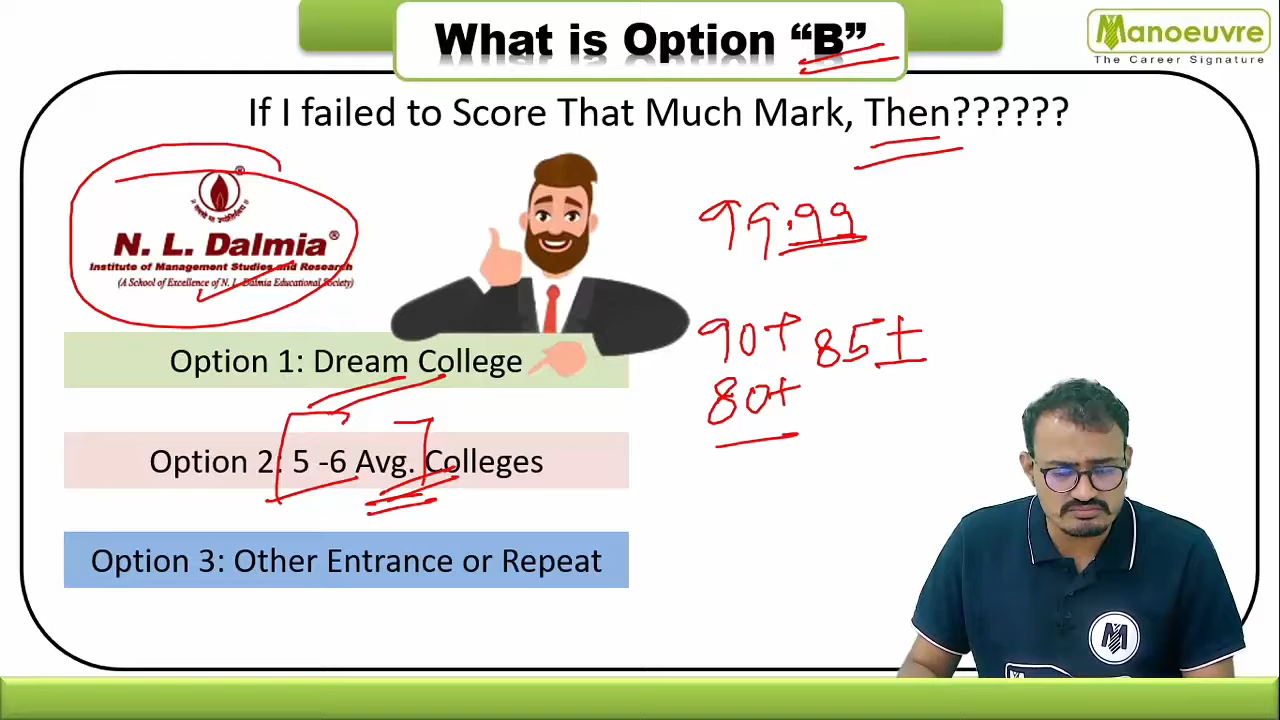 What is Option “B”
Manoeuvre
The Career Signature
If I failed to Score That Much Mark, Then??????
N. L. Dalmia®
Institute of Management Studies and Research
(A School of Excellence of N. L. Dalmia Educational Society)
99.99
90+ 85±
80+
Option 1: Dream College
Option 2: 5 -6 Avg. Colleges
Option 3: Other Entrance or Repeat
M